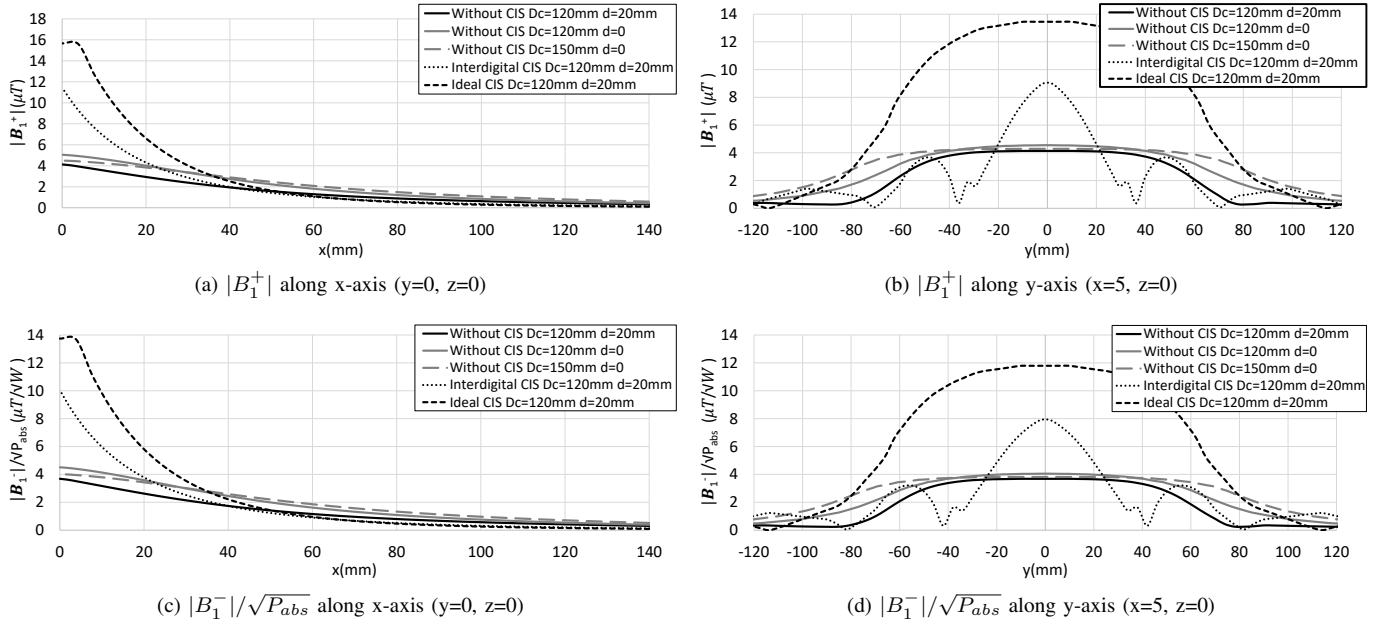 18
16
14
12
10
8
6
4
2
0
|B₁⁺| (μT)
0 20 40 60 80 100 120 140
x(mm)
Without CIS Dc=120mm d=20mm
Without CIS Dc=120mm d=0
Without CIS Dc=150mm d=0
Interdigital CIS Dc=120mm d=20mm
Ideal CIS Dc=120mm d=20mm
(a) |B₁⁺| along x-axis (y=0, z=0)
14
12
10
8
6
4
2
0
|B₁⁺| (μT)
-120 -100 -80 -60 -40 -20 0 20 40 60 80 100 120
y(mm)
Without CIS Dc=120mm d=20mm
Without CIS Dc=120mm d=0
Without CIS Dc=150mm d=0
Interdigital CIS Dc=120mm d=20mm
Ideal CIS Dc=120mm d=20mm
(b) |B₁⁺| along y-axis (x=5, z=0)
14
12
10
8
6
4
2
0
|B₁⁻|/√Pabs (μT/√W)
0 20 40 60 80 100 120 140
x(mm)
Without CIS Dc=120mm d=20mm
Without CIS Dc=120mm d=0
Without CIS Dc=150mm d=0
Interdigital CIS Dc=120mm d=20mm
Ideal CIS Dc=120mm d=20mm
(c) |B₁⁻|/√Pabs along x-axis (y=0, z=0)
14
12
10
8
6
4
2
0
|B₁⁻|/√Pabs (μT/√W)
-120 -100 -80 -60 -40 -20 0 20 40 60 80 100 120
y(mm)
Without CIS Dc=120mm d=20mm
Without CIS Dc=120mm d=0
Without CIS Dc=150mm d=0
Interdigital CIS Dc=120mm d=20mm
Ideal CIS Dc=120mm d=20mm
(d) |B₁⁻|/√Pabs along y-axis (x=5, z=0)